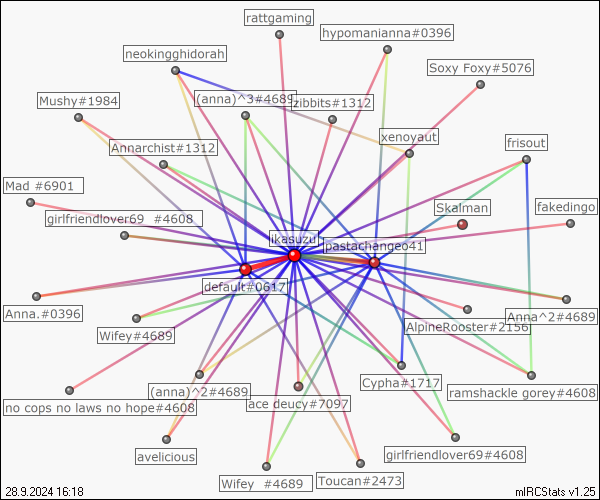 rattgaming
hypomanianna#0396
neokingghidorah
Soxy Foxy#5076
Mushy#1984
(anna)^3#4689
zibbits#1312
xenoyaut
Annarchist#1312
frisout
Mad #6901
Skalman
fakedingo
girlfriendlover69 #4608
ikasuzu
pastachange041
default#0617
Anna.#0396
Anna^2#4689
Wifey#4689
AlpineRooster#2156
(anna)^2#4689
Cypha#1717
ramshackle gorey#4608
no cops no laws no hope#4608
ace deucy#7097
avelicious
girlfriendlover69#4608
Wifey #4689
Toucan#2473
28.9.2024 16:18
mIRCStats v1.25